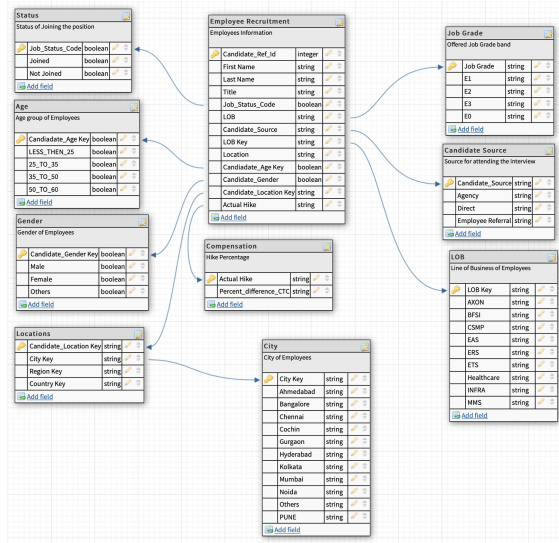 Status
Status of Joining the position
Job_Status_Code boolean
Joined boolean
Not Joined boolean
Add field
Age
Age group of Employees
Candiadate_Age Key boolean
LESS_THEN_25 boolean
25_TO_35 boolean
35_TO_50 boolean
50_TO_60 boolean
Add field
Gender
Gender of Employees
Candidate_Gender Key boolean
Male boolean
Female boolean
Others boolean
Add field
Locations
Candidate_Location Key string
City Key string
Region Key string
Country Key string
Add field
Employee Recruitment
Employees Information
Candidate_Ref_Id integer
First Name string
Last Name string
Title string
Job_Status_Code boolean
LOB string
Candidate_Source string
LOB Key string
Location string
Candiadate_Age Key boolean
Candidate_Gender boolean
Candidate_Location Key string
Actual Hike string
Add field
Compensation
Hike Percentage
Actual Hike string
Percent_difference_CTC string
Add field
City
City of Employees
City Key string
Ahmedabad string
Bangalore string
Chennai string
Cochin string
Gurgaon string
Hyderabad string
Kolkata string
Mumbai string
Noida string
Others string
PUNE string
Add field
Job Grade
Offered Job Grade band
Job Grade string
E1 string
E2 string
E3 string
E0 string
Add field
Candidate Source
Source for attending the interview
Candidate_Source string
Agency string
Direct string
Employee Referral string
Add field
LOB
Line of Business of Employees
LOB Key string
AXON string
BFSI string
CSMP string
EAS string
ERS string
ETS string
Healthcare string
INFRA string
MMS string
Add field